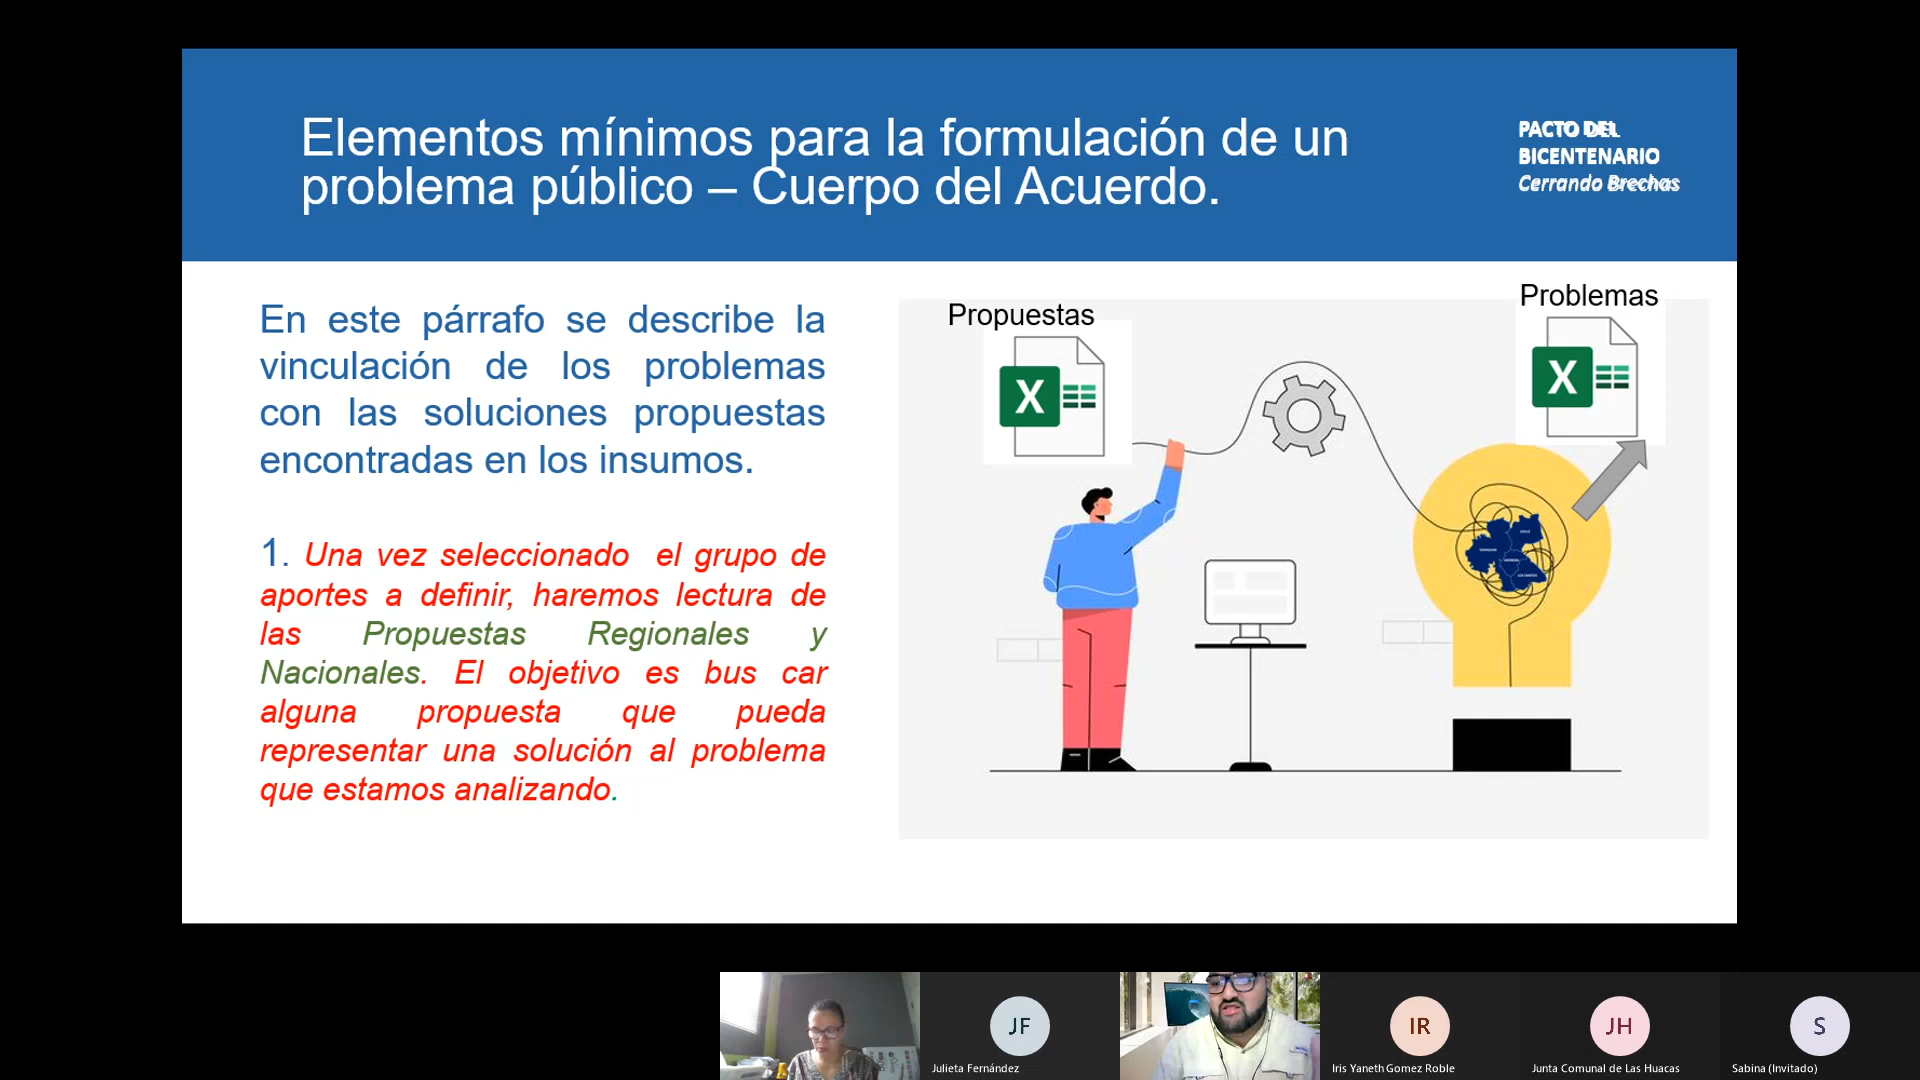 Elementos mínimos para la formulación de un
problema público – Cuerpo del Acuerdo.
PACTO DEL
BICENTENARIO
Cerrando Brechas
En este párrafo se describe la
vinculación de los problemas
con las soluciones propuestas
encontradas en los insumos.
1. Una vez seleccionado el grupo de
aportes a definir, haremos lectura de
las Propuestas Regionales y
Nacionales. El objetivo es bus car
alguna propuesta que pueda
representar una solución al problema
que estamos analizando.
Propuestas
X
Problemas
X
JF
Julieta Fernández
IR
Iris Yaneth Gomez Roble
JH
Junta Comunal de Las Huacas
S
Sabina (Invitado)